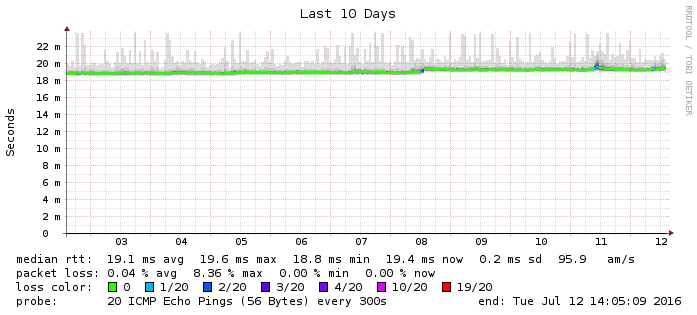 Last 10 Days
RRDTOOL / TOBI OETIKER
Seconds
22 m
20 m
18 m
16 m
14 m
12 m
10 m
8 m
6 m
4 m
2 m
0
03 04 05 06 07 08 09 10 11 12
median rtt: 19.1 ms avg 19.6 ms max 18.8 ms min 19.4 ms now 0.2 ms sd 95.9 am/s
packet loss: 0.04 % avg 8.36 % max 0.00 % min 0.00 % now
loss color: 0 1/20 2/20 3/20 4/20 10/20 19/20
probe: 20 ICMP Echo Pings (56 Bytes) every 300s end: Tue Jul 12 14:05:09 2016